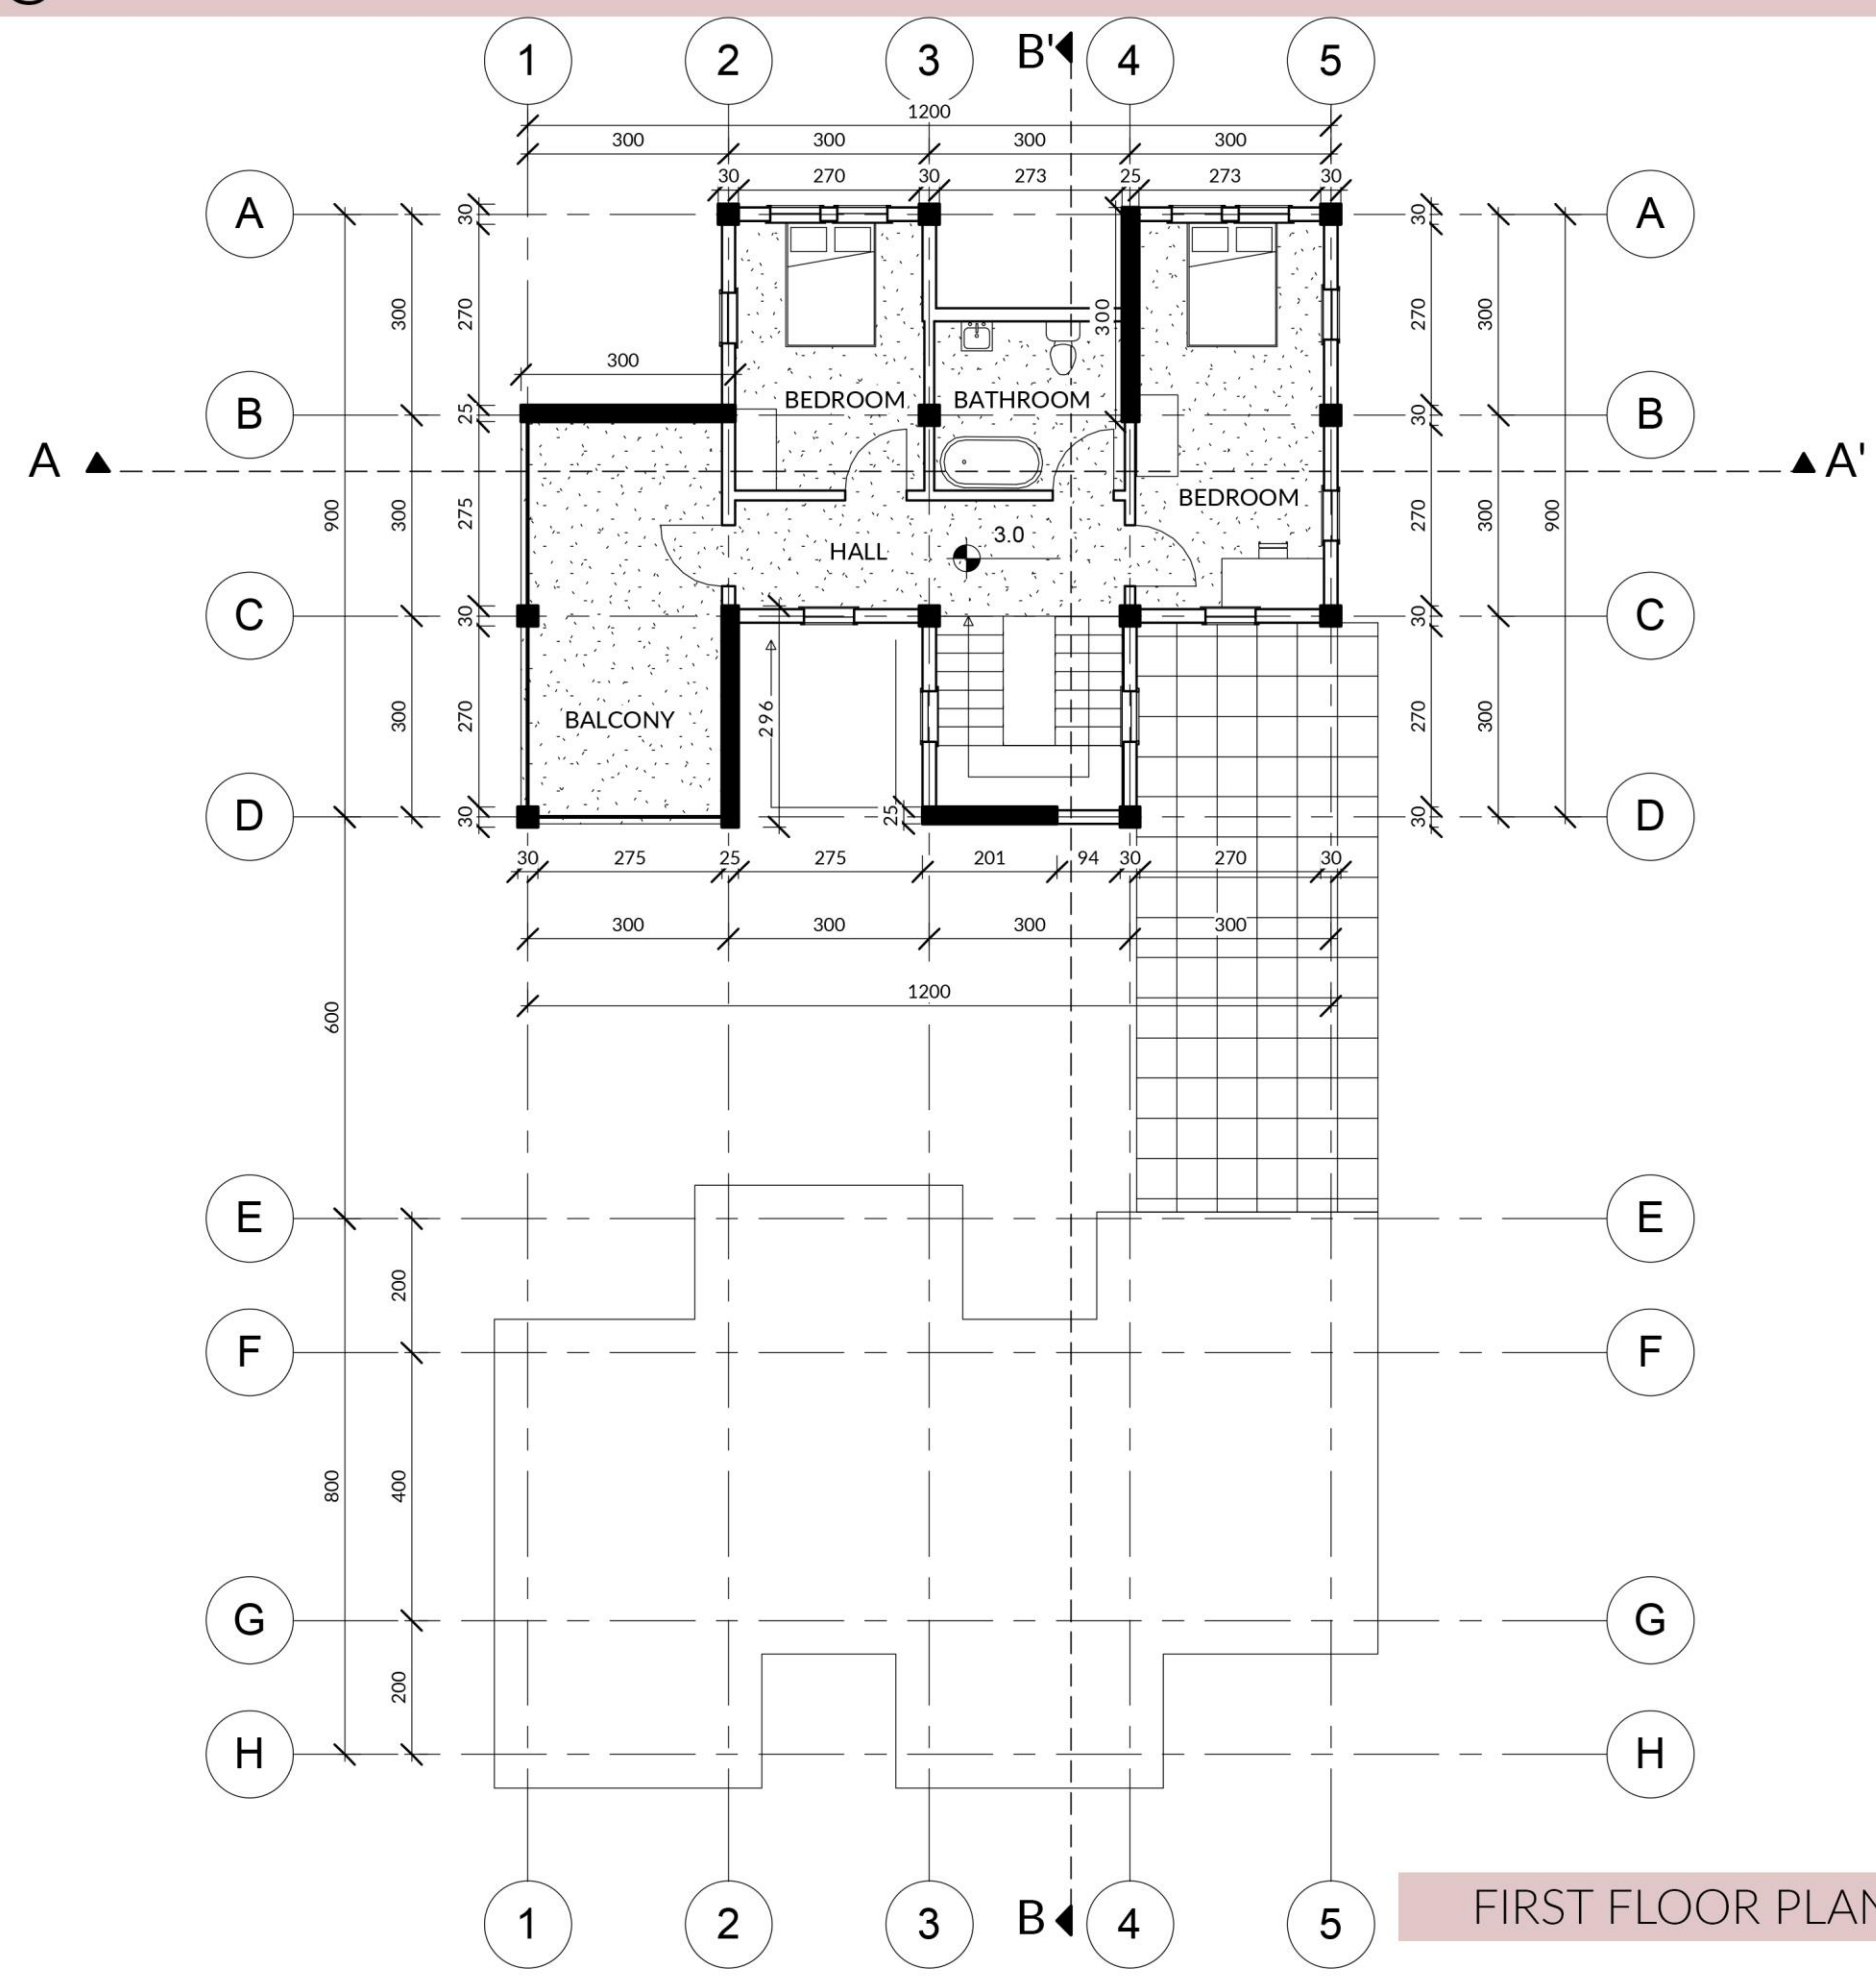 1 2 3 B' 4 5
1200
300 300 300 300
30 270 30 273 25 273 30
A 30 30 A
300 270 300 270 300
300
BEDROOM BATHROOM
B 25 30 B
A A'
BEDROOM
900 300 275 270 300 900
3.0
HALL
C 30 30 C
300 270 296 270 300
BALCONY
D 30 25 30 D
30 275 25 275 201 94 30 270 30
300 300 300 300
1200
600
E E
200
F F
800 400
G G
200
H H
1 2 3 B 4 5
FIRST FLOOR PLAN